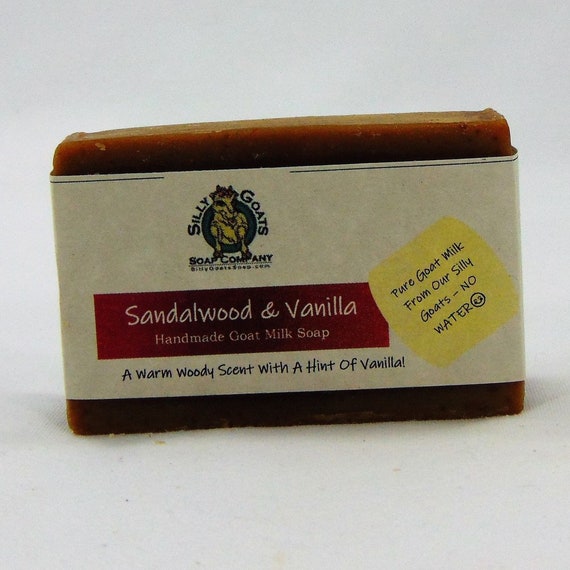 SILLY GOATS
SOAP COMPANY
SillyGoatsSoap.com
Sandalwood & Vanilla
Handmade Goat Milk Soap
A Warm Woody Scent With A Hint Of Vanilla!
Pure Goat Milk
From Our Silly
Goats - NO
WATER